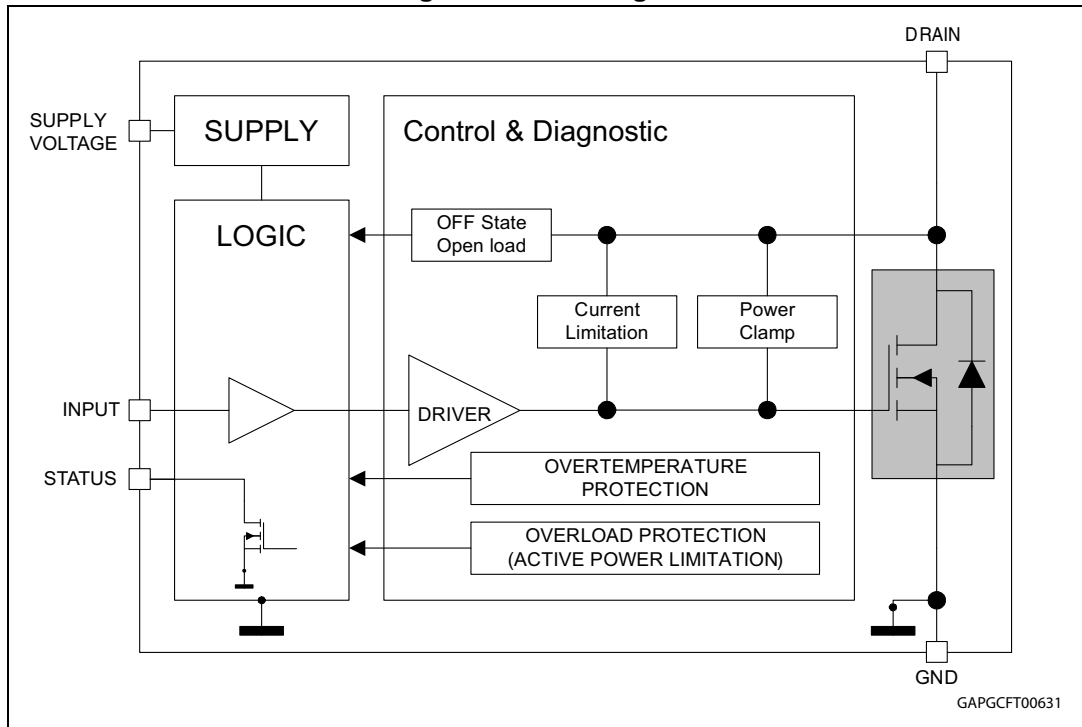 DRAIN
SUPPLY
VOLTAGE
SUPPLY
Control & Diagnostic
LOGIC
OFF State
Open load
Current
Limitation
Power
Clamp
INPUT
DRIVER
STATUS
OVERTEMPERATURE
PROTECTION
OVERLOAD PROTECTION
(ACTIVE POWER LIMITATION)
GND
GAPGCFT00631